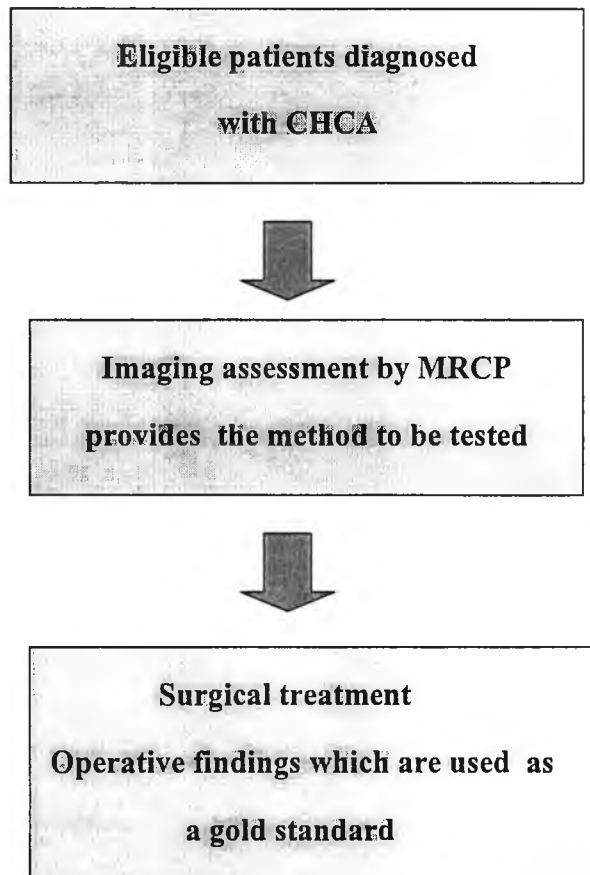 Eligible patients diagnosed
with CHCA
Imaging assessment by MRCP
provides the method to be tested
Surgical treatment
Operative findings which are used as
a gold standard